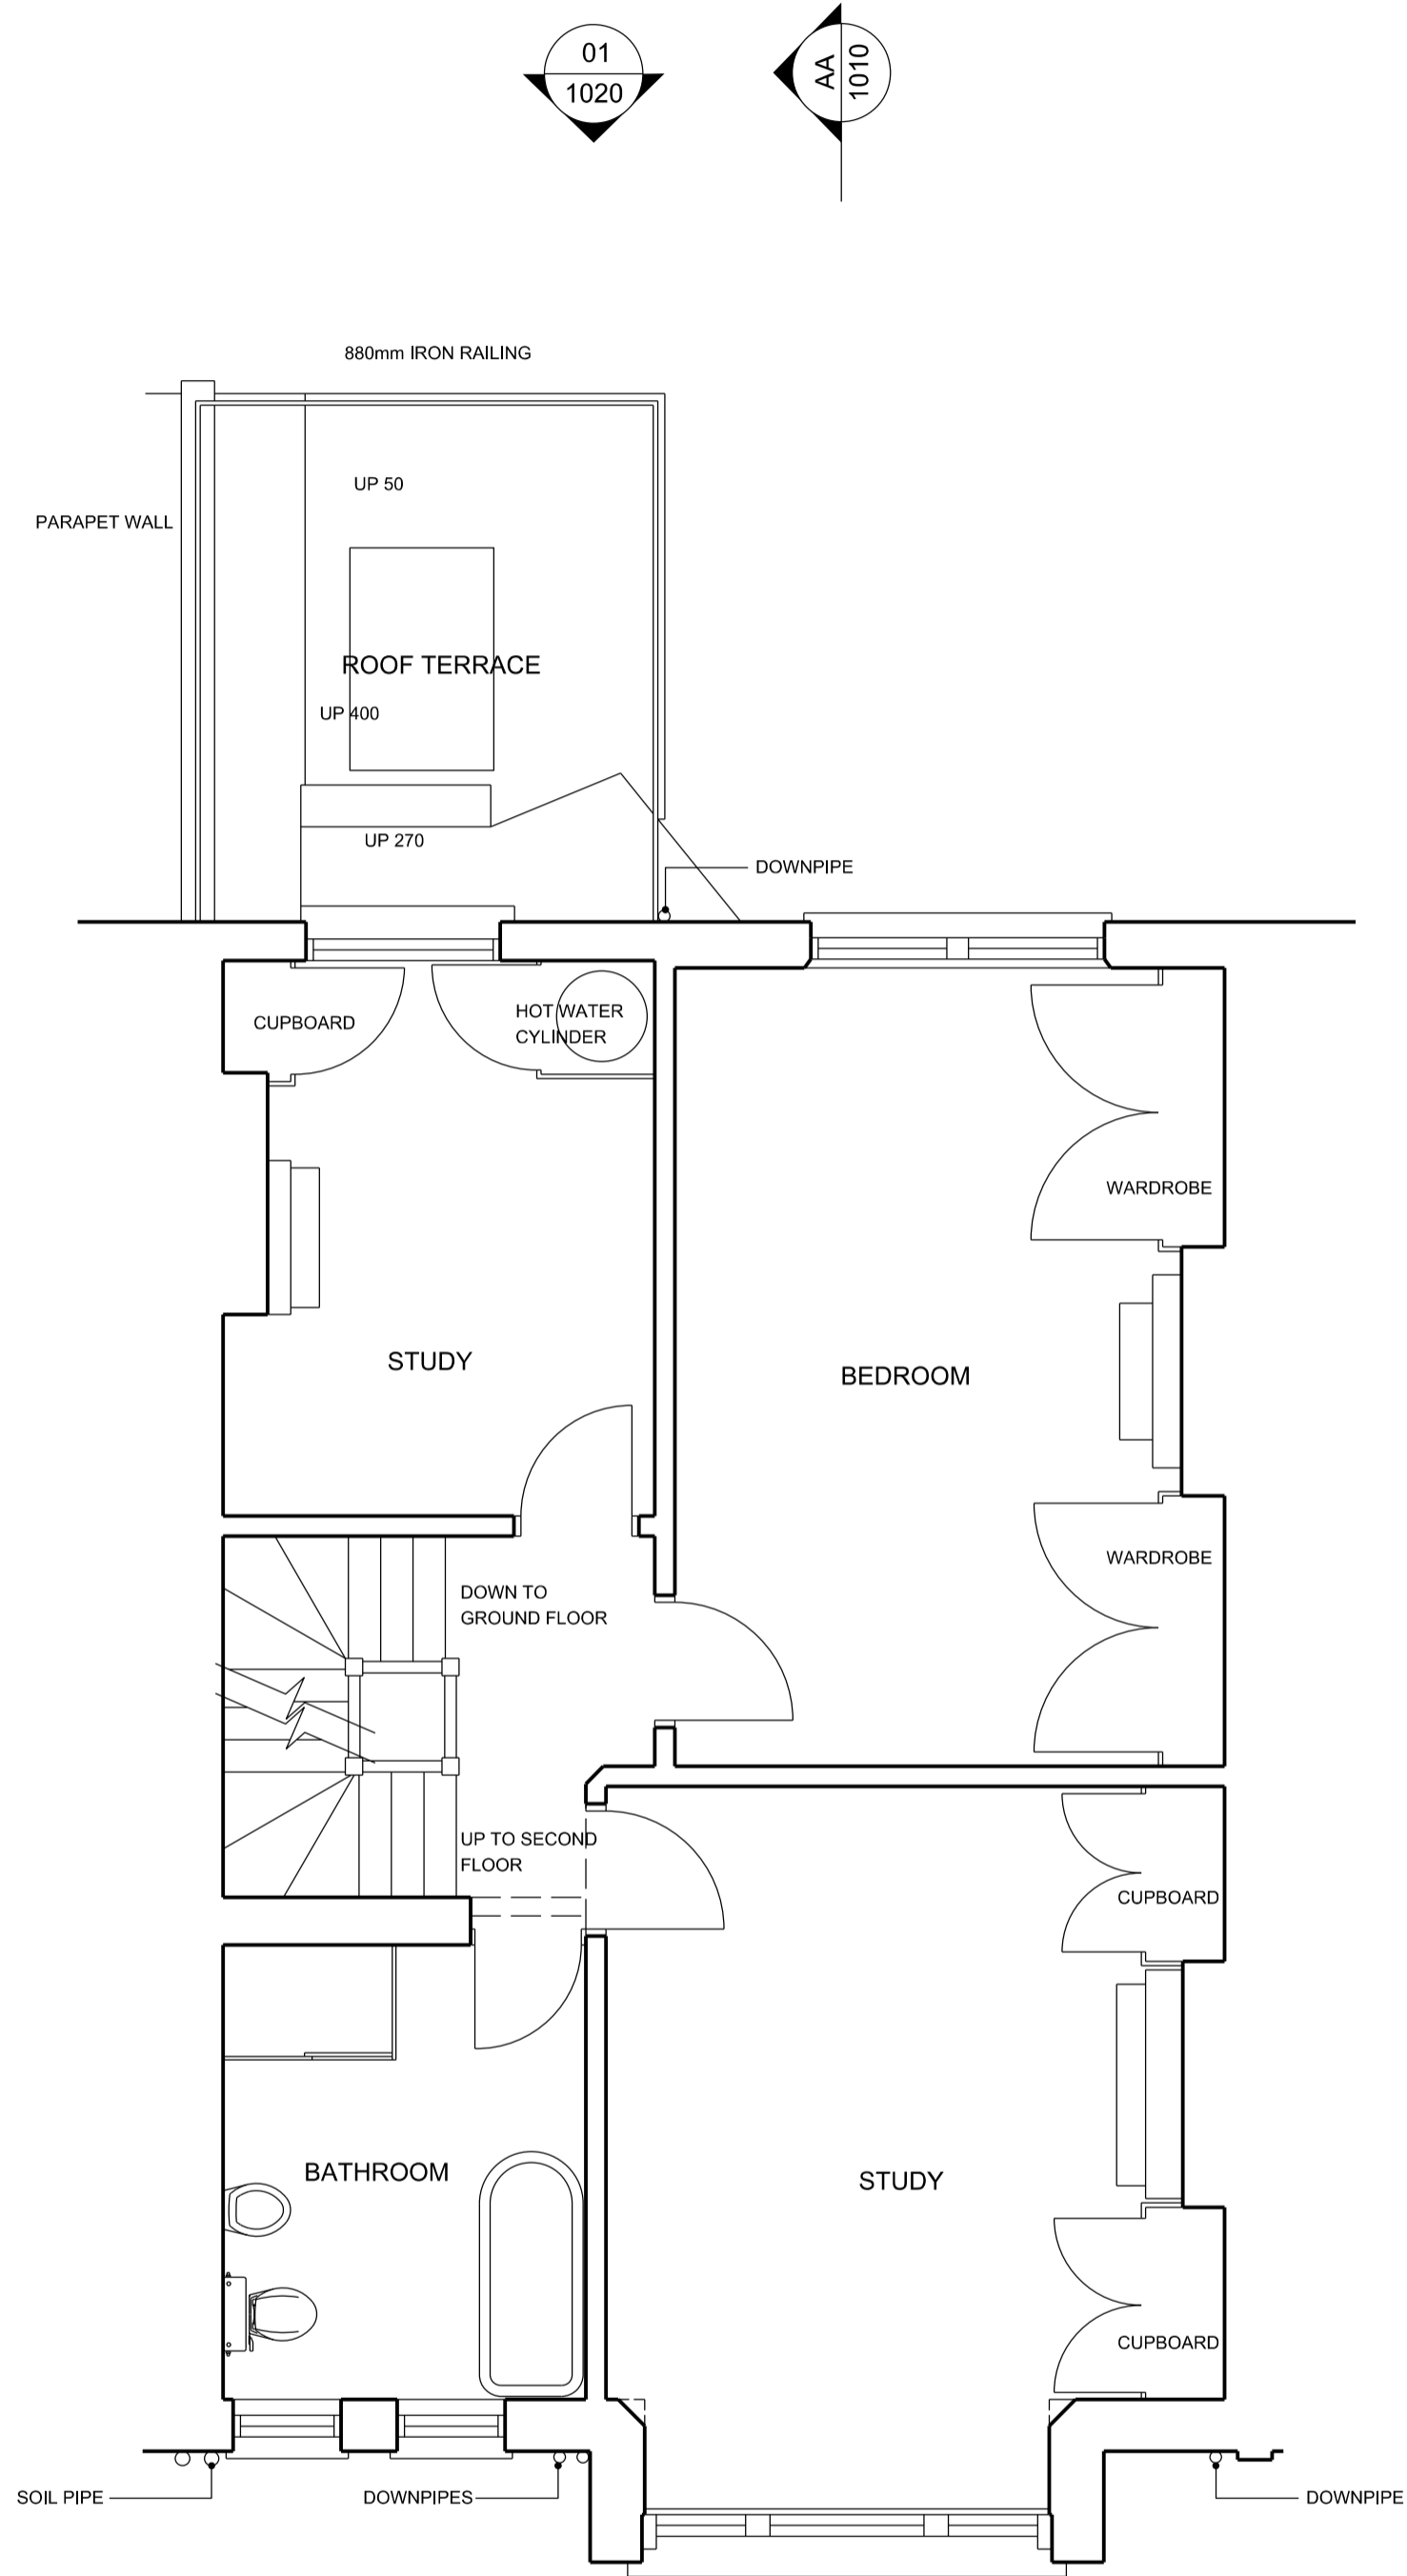 01
1020
AA
1010
880mm IRON RAILING
UP 50
PARAPET WALL
ROOF TERRACE
UP 400
UP 270
DOWNPIPE
CUPBOARD
HOT WATER
CYLINDER
WARDROBE
STUDY
BEDROOM
WARDROBE
DOWN TO
GROUND FLOOR
UP TO SECOND
FLOOR
CUPBOARD
BATHROOM
STUDY
CUPBOARD
SOIL PIPE
DOWNPIPES
DOWNPIPE